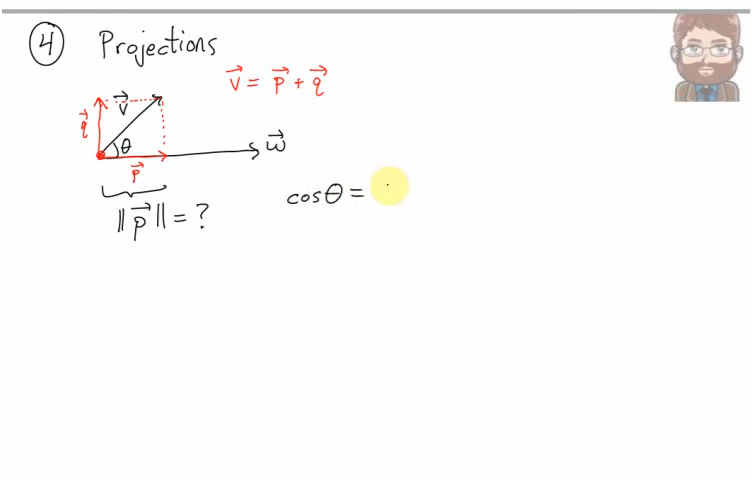 ④ Projections
v⃗ = p⃗ + q⃗
q⃗ v⃗ θ w⃗
p⃗
||p⃗|| = ? cosθ =